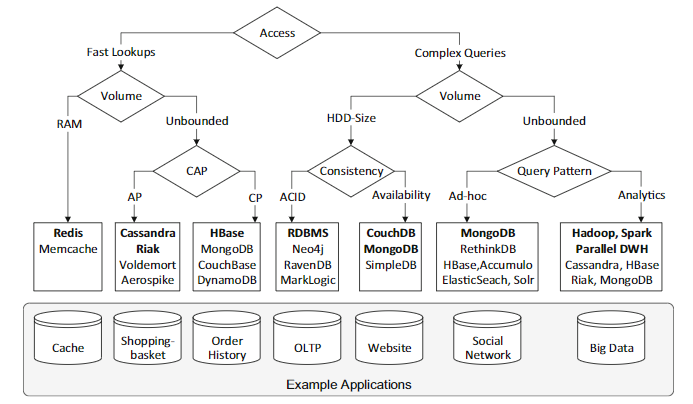 Access
Fast Lookups
Complex Queries
Volume
Volume
RAM
Unbounded
HDD-Size
Unbounded
CAP
Consistency
Query Pattern
AP
CP
ACID
Availability
Ad-hoc
Analytics
Redis
Memcache
Cassandra
Riak
Voldemort
Aerospike
HBase
MongoDB
CouchBase
DynamoDB
RDBMS
Neo4j
RavenDB
MarkLogic
CouchDB
MongoDB
SimpleDB
MongoDB
RethinkDB
HBase,Accumulo
ElasticSeach, Solr
Hadoop, Spark
Parallel DWH
Cassandra, HBase
Riak, MongoDB
Cache
Shopping-
basket
Order
History
OLTP
Website
Social
Network
Big Data
Example Applications